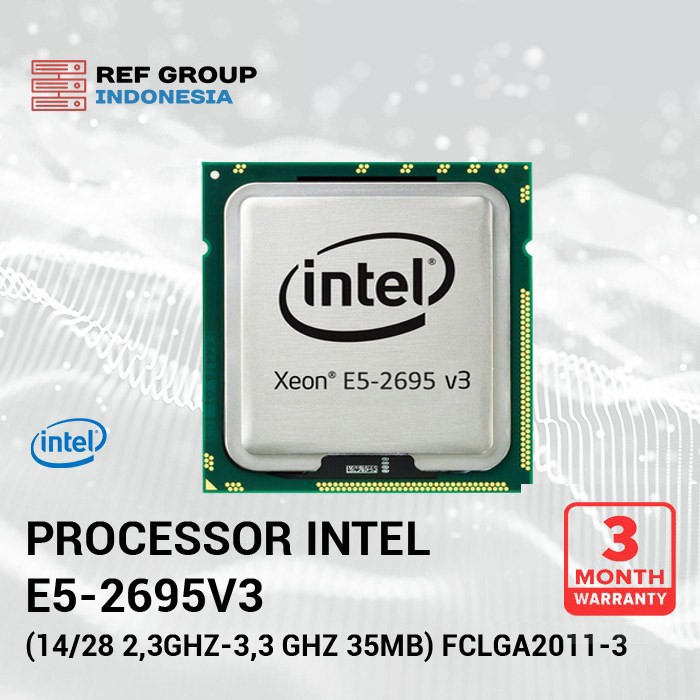 REF GROUP
INDONESIA
intel®
Xeon® E5-2695 v3
intel
PROCESSOR INTEL
E5-2695V3
(14/28 2,3GHZ-3,3 GHZ 35MB) FCLGA2011-3
3
MONTH
WARRANTY